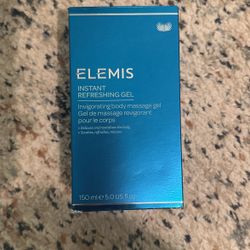 ELEMIS
INSTANT
REFRESHING GEL
Invigorating body massage gel
Gel de massage revigorant
pour le corps
150 ml ℮ 5.0 US fl.